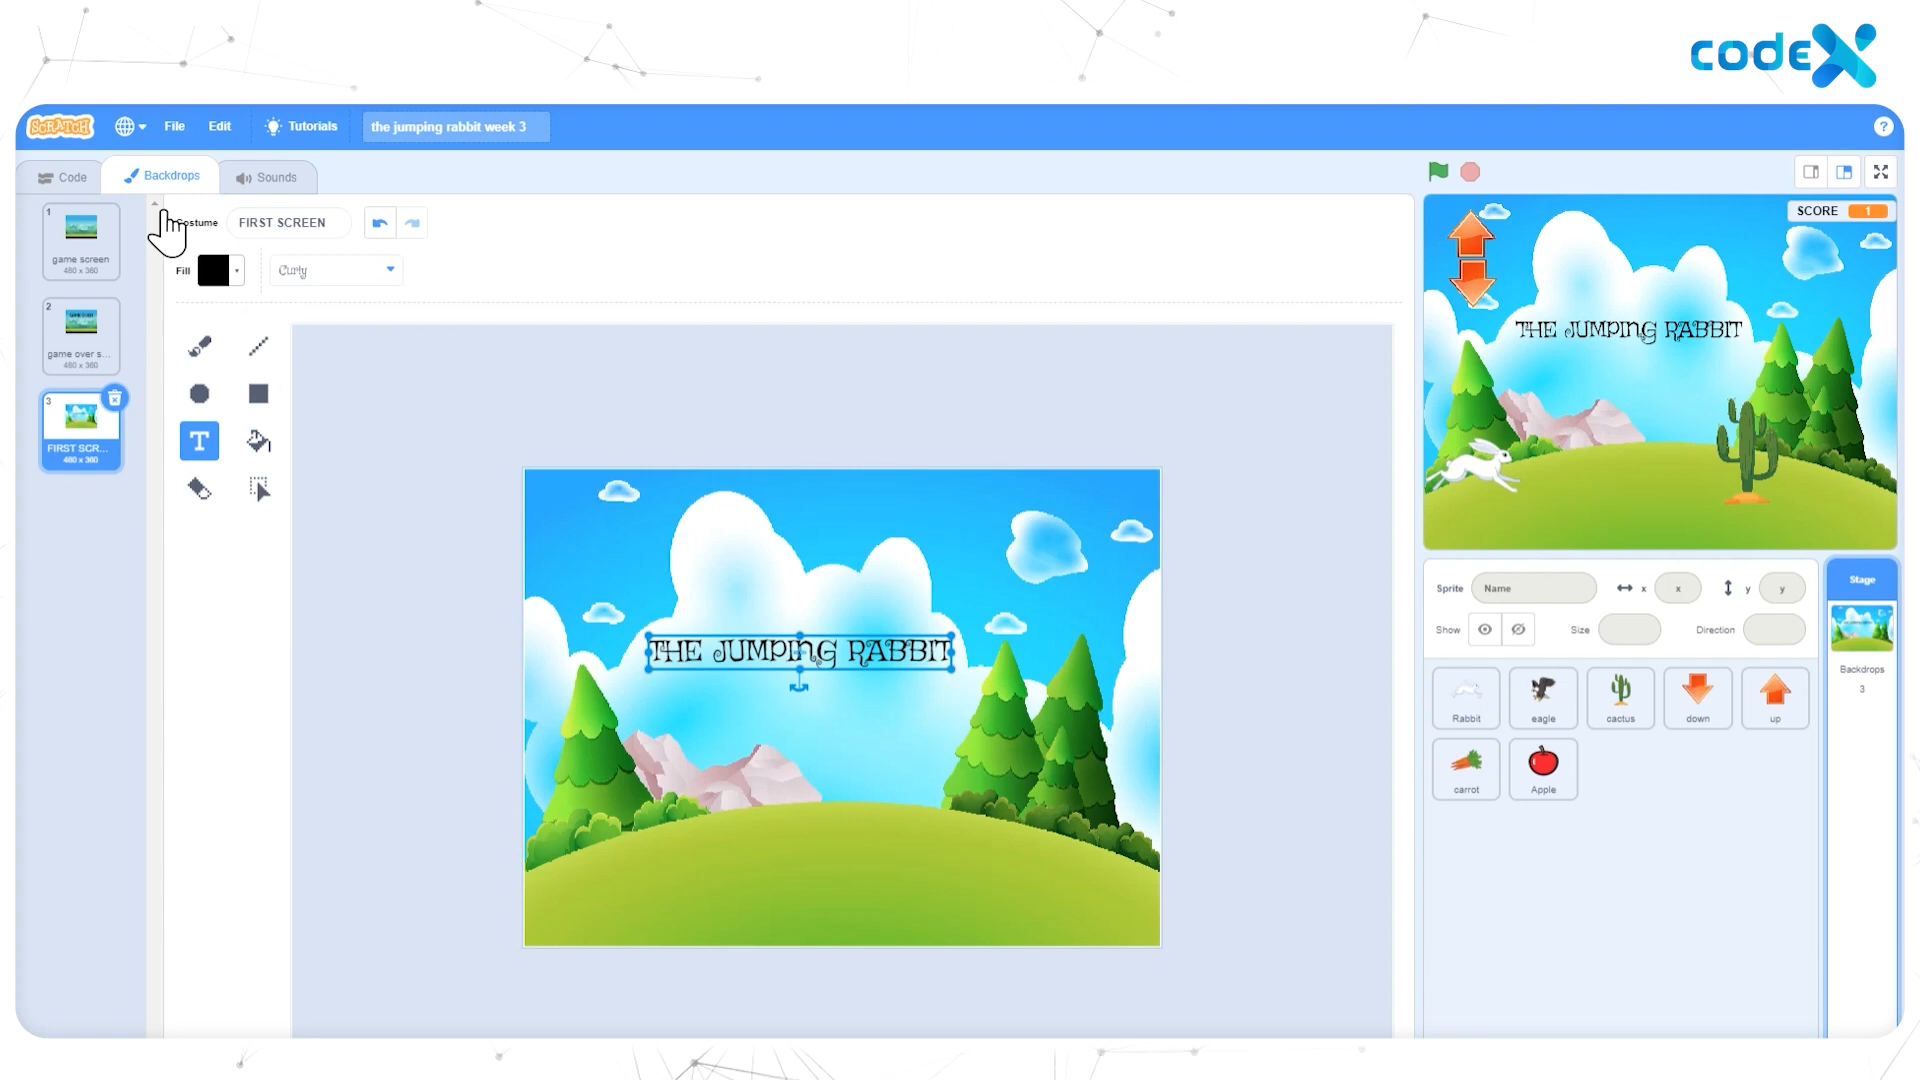 codeX
SCRATCH
File
Edit
Tutorials
the jumping rabbit week 3
?
Code
Backdrops
Sounds
1
game screen
480 x 360
2
game over s...
480 x 360
3
FIRST SCR...
480 x 360
Costume
FIRST SCREEN
Fill
Curly
T
THE JUMPING RABBIT
SCORE
1
THE JUMPING RABBIT
Sprite
Name
x
x
y
y
Show
Size
Direction
Rabbit
eagle
cactus
down
up
carrot
Apple
Stage
Backdrops
3